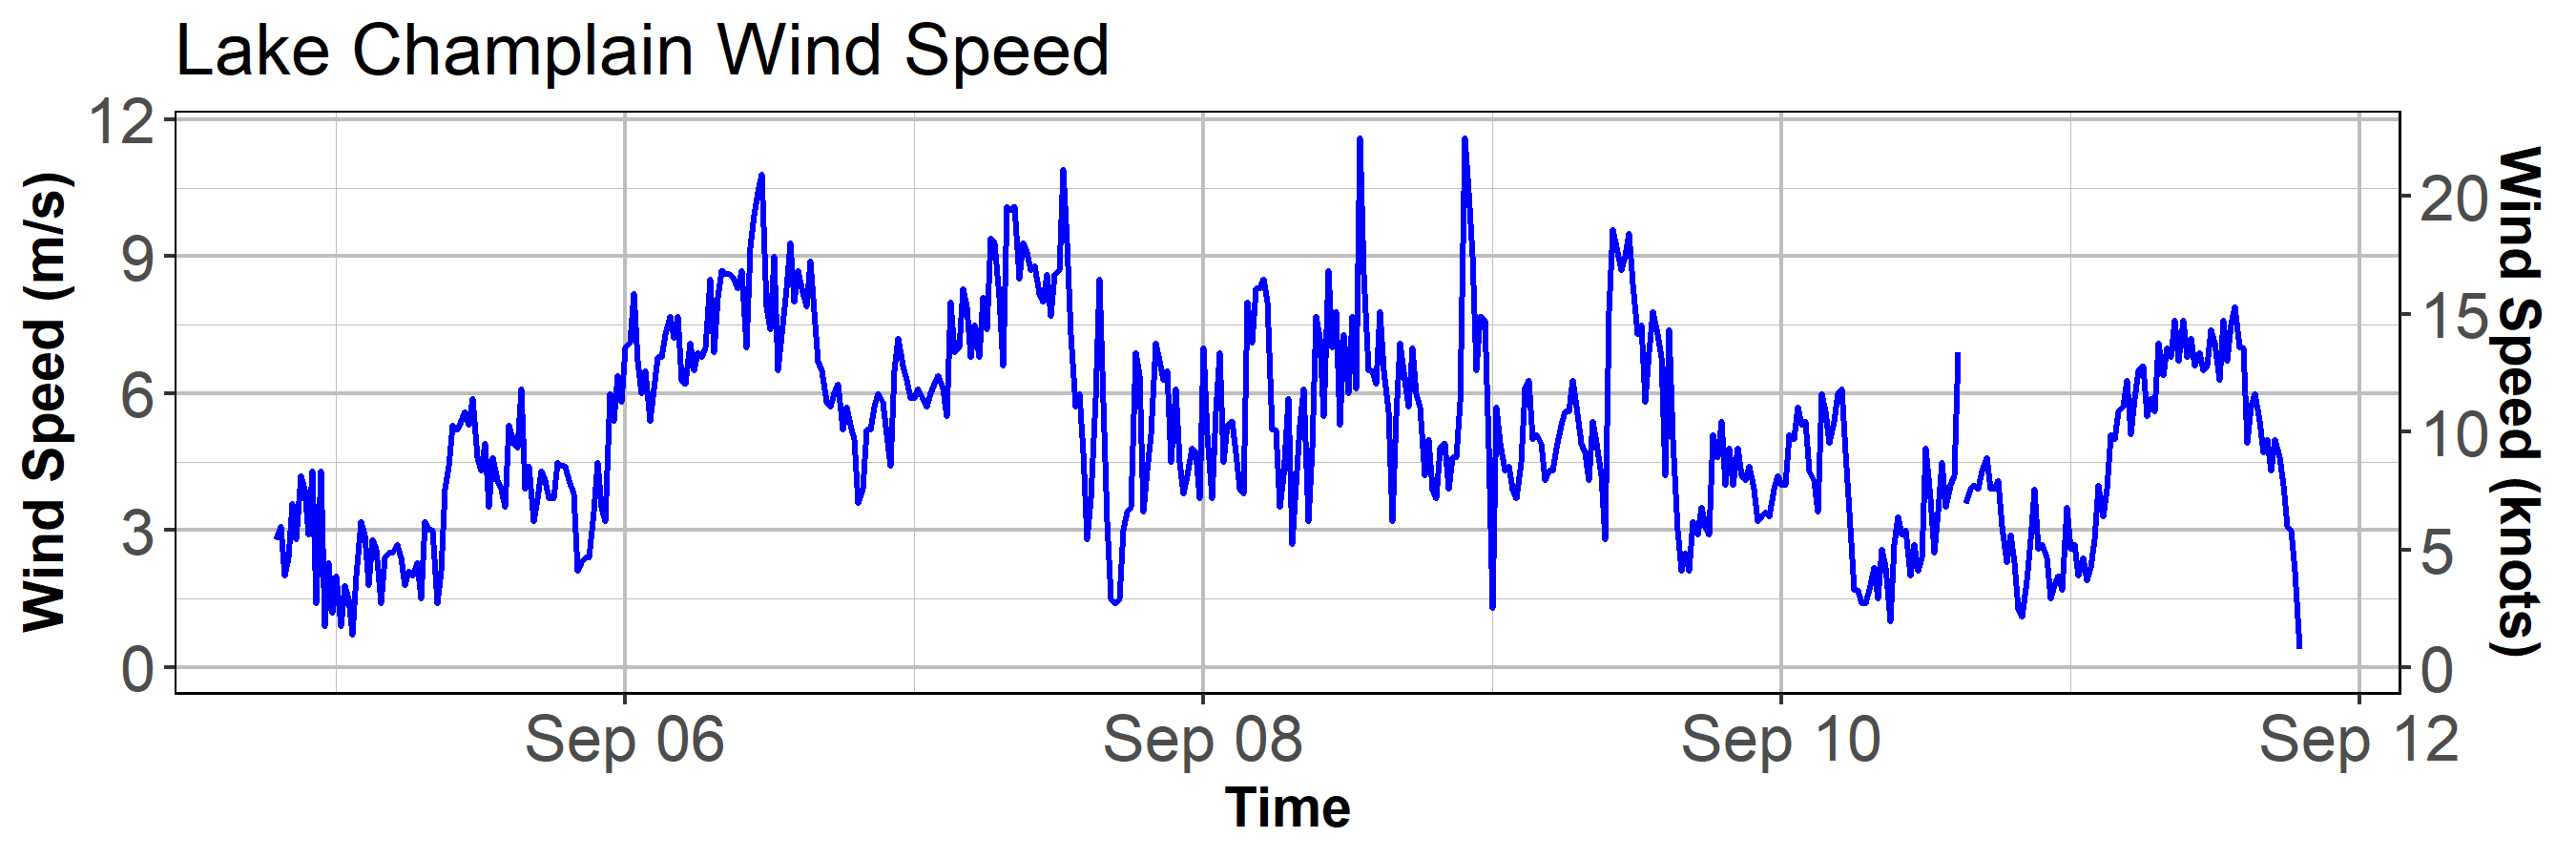 Lake Champlain Wind Speed
Wind Speed (m/s)
12
9
6
3
0
20
15
10
5
0
Wind Speed (knots)
Sep 06 Sep 08 Sep 10 Sep 12
Time